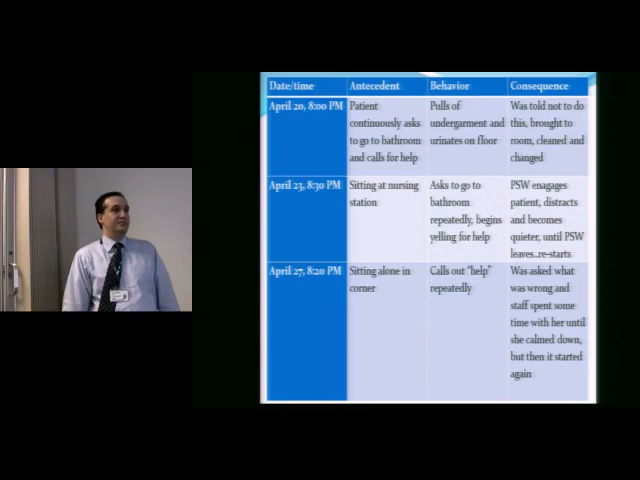 Date/time Antecedent Behavior Consequence
April 20, 8:00 PM
Patient
continuously asks
to go to bathroom
and calls for help
Pulls of
undergarment and
urinates on floor
Was told not to do
this, brought to
room, cleaned and
changed
April 23, 8:30 PM
Sitting at nursing
station
Asks to go to
bathroom
repeatedly, begins
yelling for help
PSW enagages
patient, distracts
and becomes
quieter, until PSW
leaves..re-starts
April 27, 8:20 PM
Sitting alone in
corner
Calls out "help"
repeatedly
Was asked what
was wrong and
staff spent some
time with her until
she calmed down,
but then it started
again